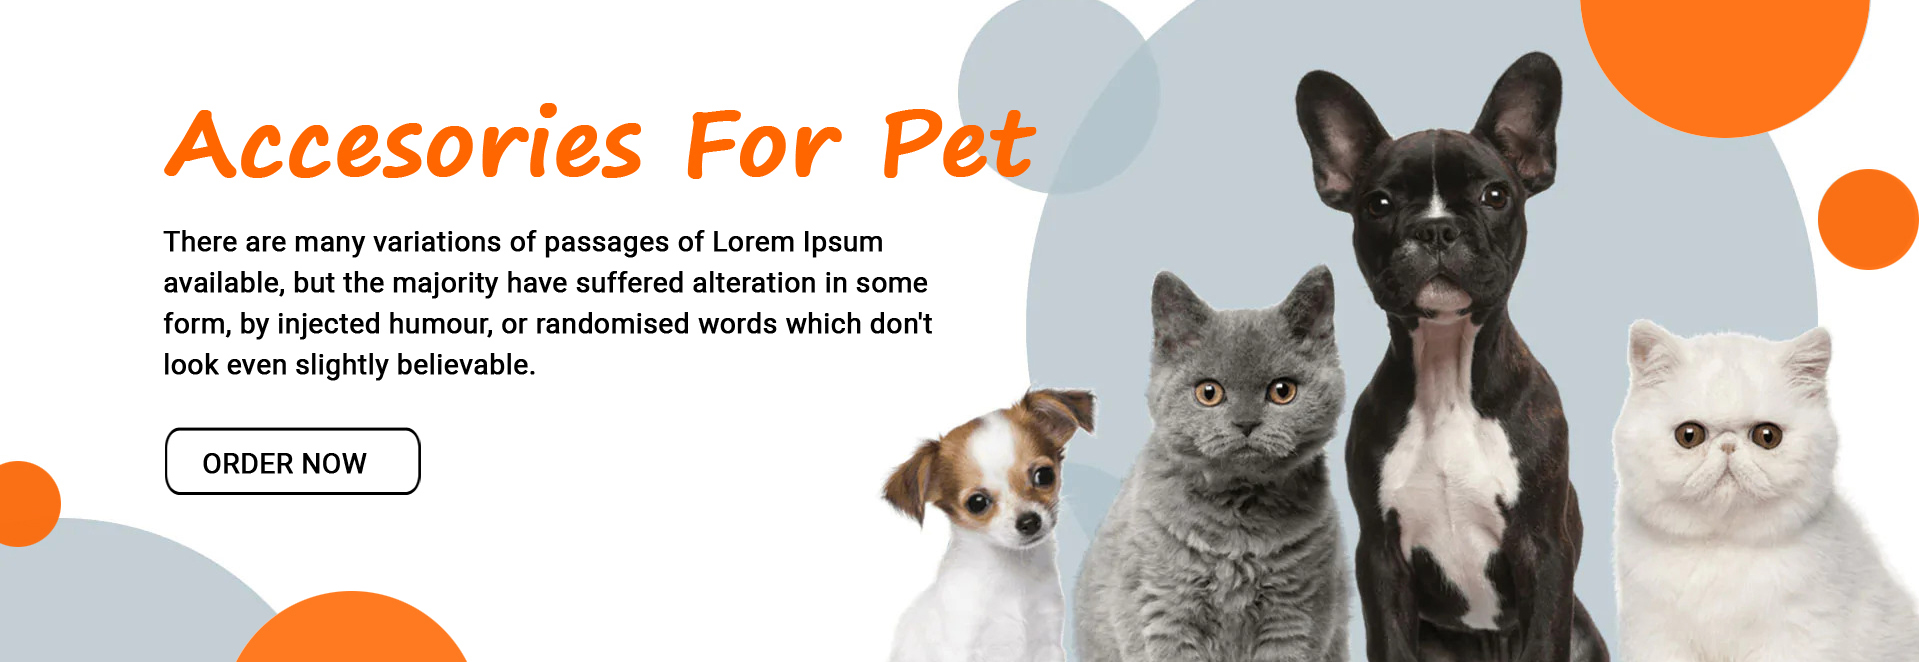 Accesories For Pet
There are many variations of passages of Lorem Ipsum
available, but the majority have suffered alteration in some
form, by injected humour, or randomised words which don't
look even slightly believable.
ORDER NOW